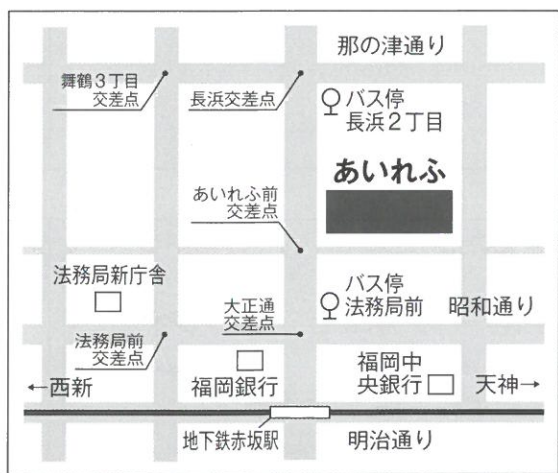 那の津通り
舞鶴3丁目
交差点
長浜交差点
バス停
長浜2丁目
あいれふ
あいれふ前
交差点
法務局新庁舎
大正通
交差点
バス停
法務局前
昭和通り
法務局前
交差点
福岡銀行
福岡中
央銀行
←西新
天神→
地下鉄赤坂駅
明治通り